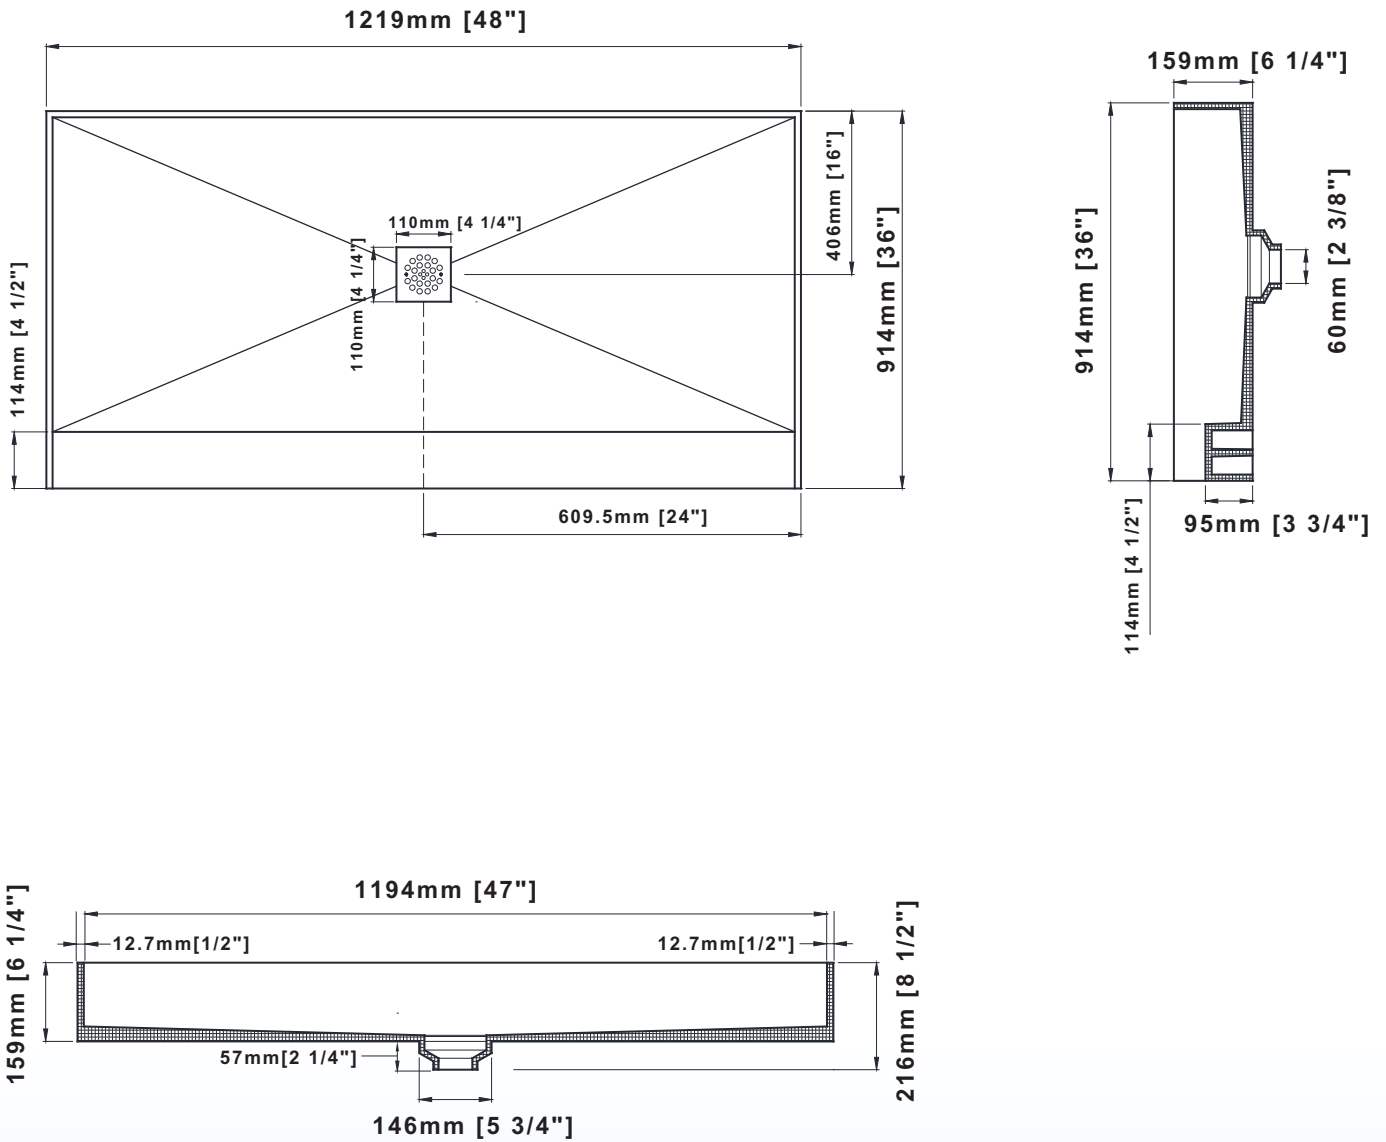 1219mm [48"]
159mm [6 1/4"]
406mm [16"]
110mm [4 1/4"]
110mm [4 1/4"]
914mm [36"]
914mm [36"]
60mm [2 3/8"]
114mm [4 1/2"]
609.5mm [24"]
95mm [3 3/4"]
114mm [4 1/2"]
1194mm [47"]
12.7mm[1/2"]
12.7mm[1/2"]
159mm [6 1/4"]
216mm [8 1/2"]
57mm[2 1/4"]
146mm [5 3/4"]